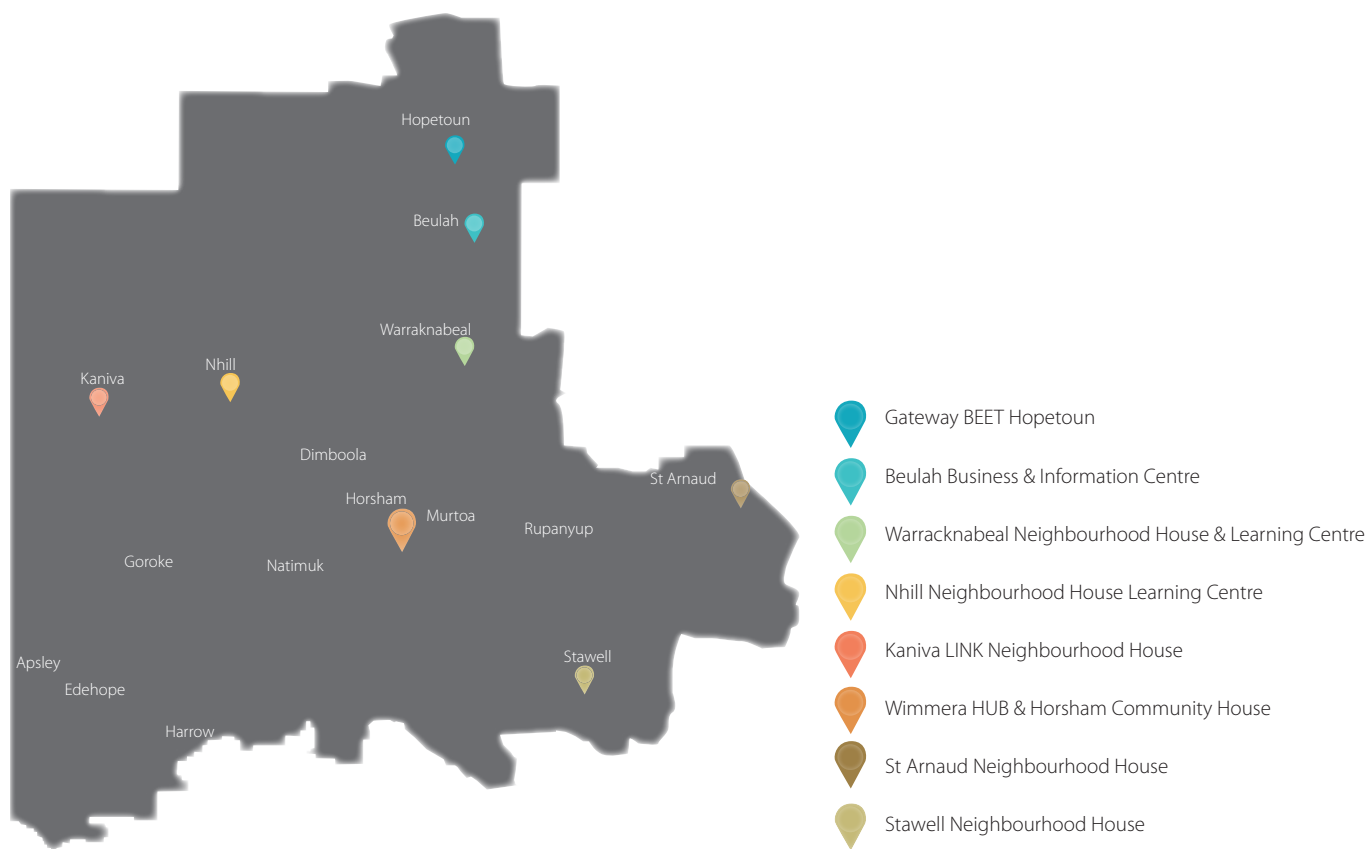 Hopetoun
Beulah
Warraknabeal
Nhill
Kaniva
Dimboola
St Arnaud
Horsham
Murtoa
Rupanyup
Goroke
Natimuk
Stawell
Apsley
Edehope
Harrow
Gateway BEET Hopetoun
Beulah Business & Information Centre
Warracknabeal Neighbourhood House & Learning Centre
Nhill Neighbourhood House Learning Centre
Kaniva LINK Neighbourhood House
Wimmera HUB & Horsham Community House
St Arnaud Neighbourhood House
Stawell Neighbourhood House